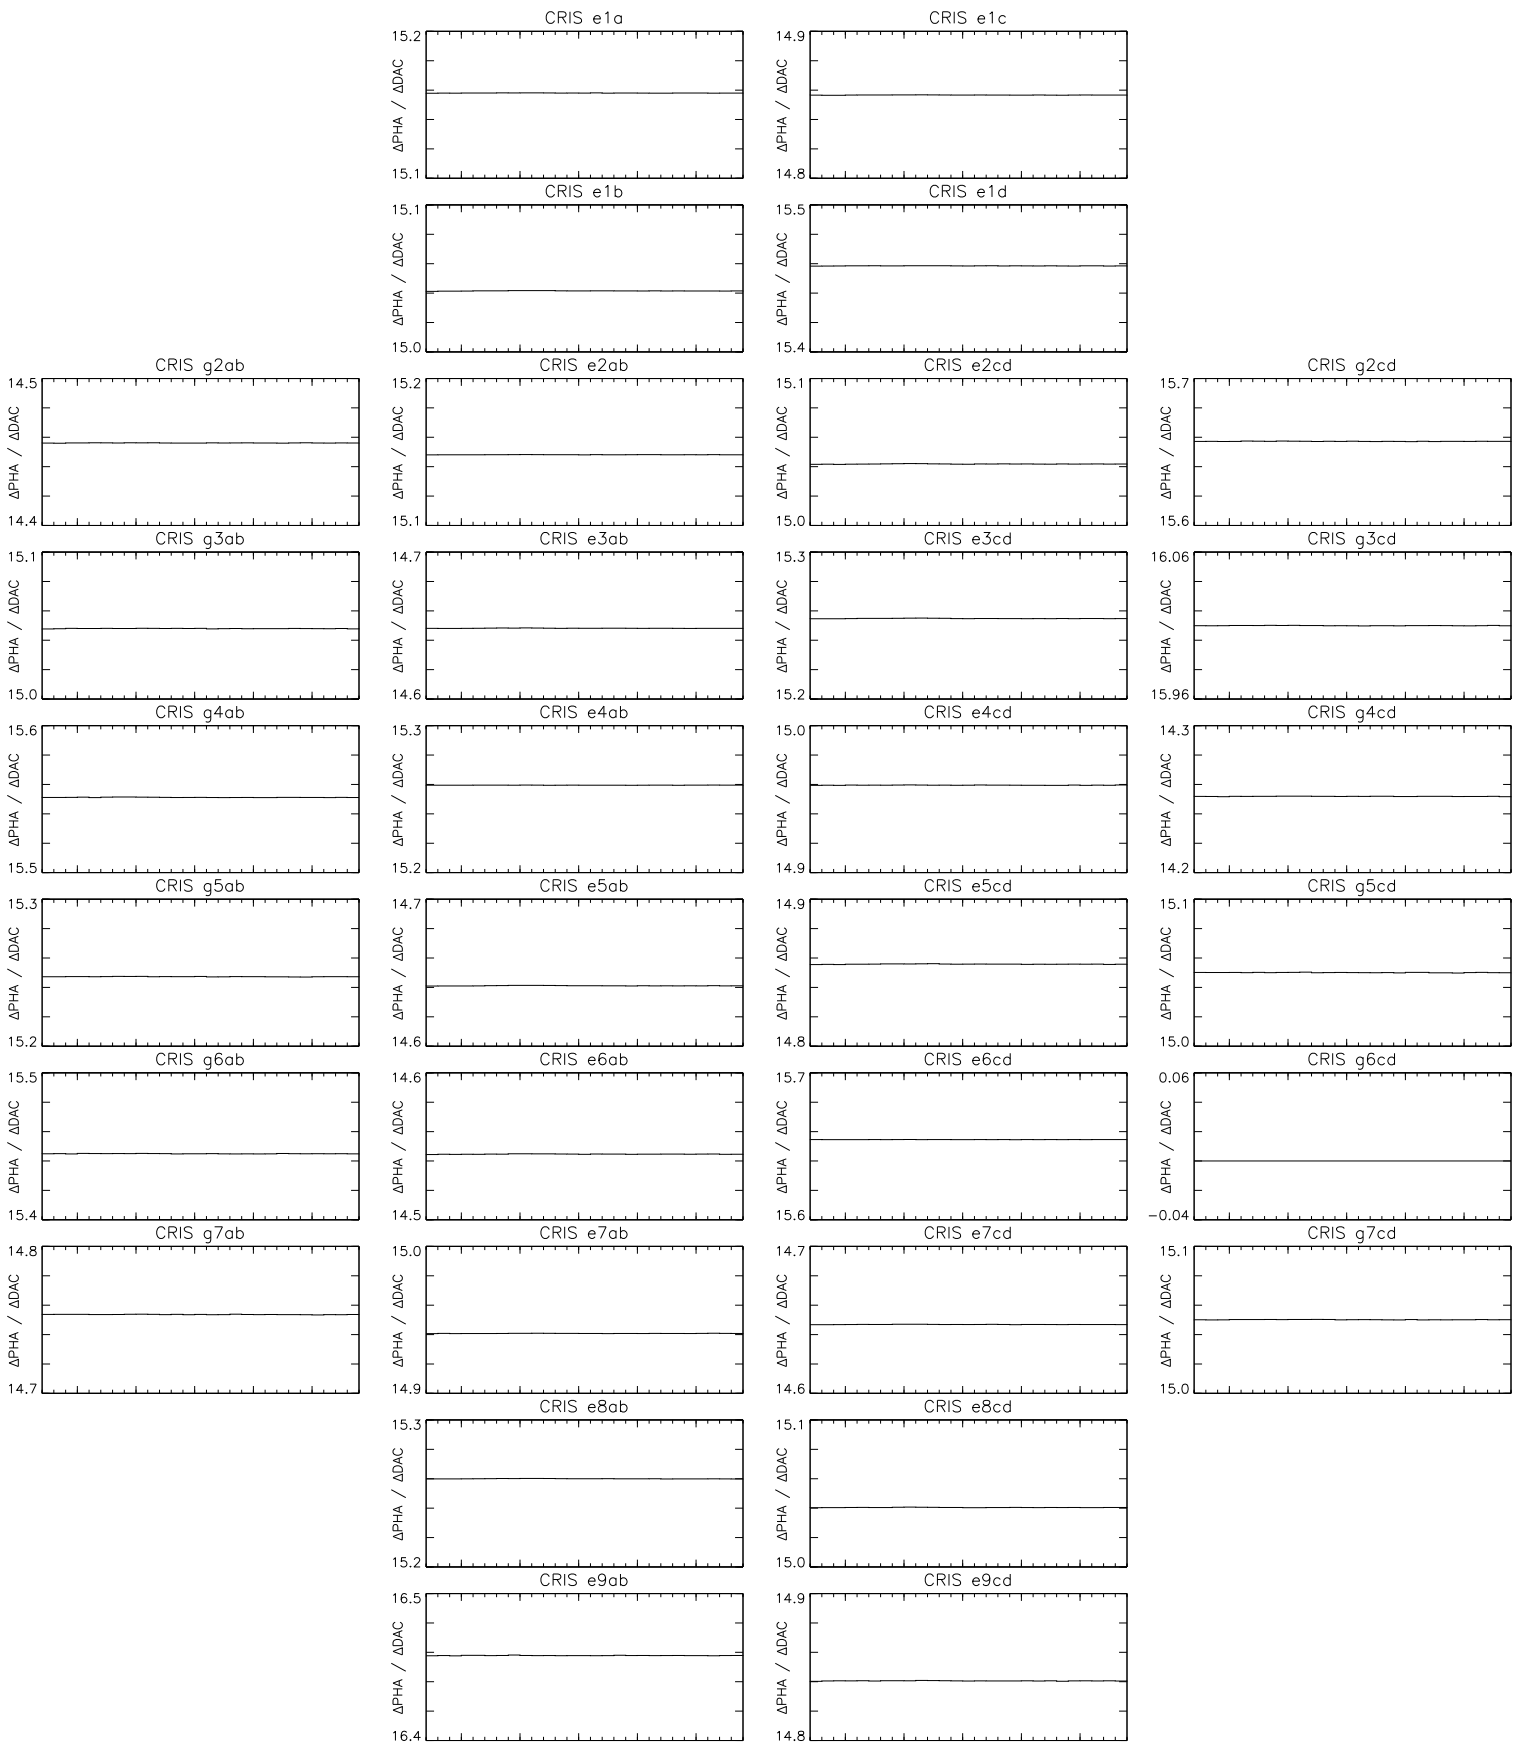 CRIS e1a
CRIS e1c
15.2
ΔPHA / ΔDAC
15.1
14.9
ΔPHA / ΔDAC
14.8
CRIS e1b
CRIS e1d
15.1
ΔPHA / ΔDAC
15.0
15.5
ΔPHA / ΔDAC
15.4
CRIS g2ab
CRIS e2ab
CRIS e2cd
CRIS g2cd
14.5
ΔPHA / ΔDAC
14.4
15.2
ΔPHA / ΔDAC
15.1
15.1
ΔPHA / ΔDAC
15.0
15.7
ΔPHA / ΔDAC
15.6
CRIS g3ab
CRIS e3ab
CRIS e3cd
CRIS g3cd
15.1
ΔPHA / ΔDAC
15.0
14.7
ΔPHA / ΔDAC
14.6
15.3
ΔPHA / ΔDAC
15.2
16.06
ΔPHA / ΔDAC
15.96
CRIS g4ab
CRIS e4ab
CRIS e4cd
CRIS g4cd
15.6
ΔPHA / ΔDAC
15.5
15.3
ΔPHA / ΔDAC
15.2
15.0
ΔPHA / ΔDAC
14.9
14.3
ΔPHA / ΔDAC
14.2
CRIS g5ab
CRIS e5ab
CRIS e5cd
CRIS g5cd
15.3
ΔPHA / ΔDAC
15.2
14.7
ΔPHA / ΔDAC
14.6
14.9
ΔPHA / ΔDAC
14.8
15.1
ΔPHA / ΔDAC
15.0
CRIS g6ab
CRIS e6ab
CRIS e6cd
CRIS g6cd
15.5
ΔPHA / ΔDAC
15.4
14.6
ΔPHA / ΔDAC
14.5
15.7
ΔPHA / ΔDAC
15.6
0.06
ΔPHA / ΔDAC
−0.04
CRIS g7ab
CRIS e7ab
CRIS e7cd
CRIS g7cd
14.8
ΔPHA / ΔDAC
14.7
15.0
ΔPHA / ΔDAC
14.9
14.7
ΔPHA / ΔDAC
14.6
15.1
ΔPHA / ΔDAC
15.0
CRIS e8ab
CRIS e8cd
15.3
ΔPHA / ΔDAC
15.2
15.1
ΔPHA / ΔDAC
15.0
CRIS e9ab
CRIS e9cd
16.5
ΔPHA / ΔDAC
16.4
14.9
ΔPHA / ΔDAC
14.8